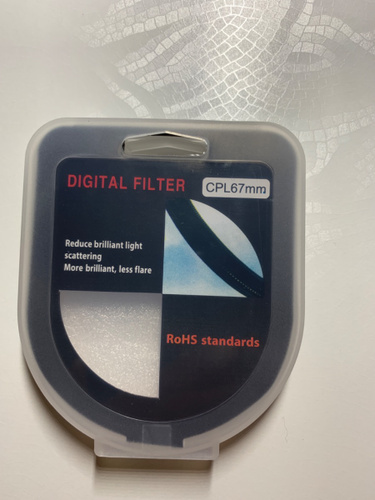 DIGITAL FILTER
CPL67mm
Reduce brilliant light
scattering
More brilliant, less flare
RoHS standards